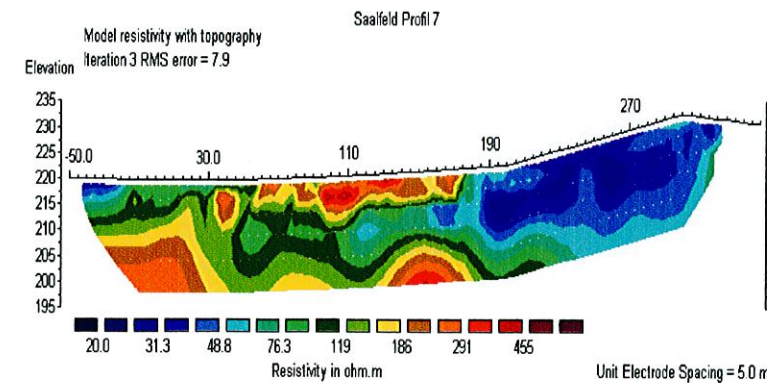 Saalfeld Profil 7
Model resistivity with topography
Iteration 3 RMS error = 7.9
Elevation
235
230
225
220
215
210
205
200
195
-50.0
30.0
110
190
270
20.0 31.3 48.8 76.3 119 186 291 455
Resistivity in ohm.m
Unit Electrode Spacing = 5.0 m